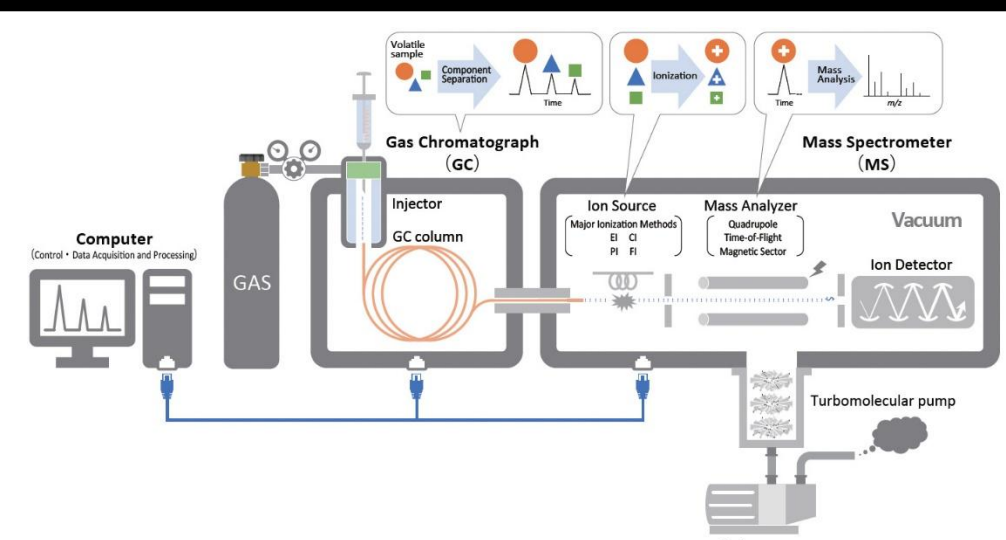 Volatile
sample
Component
Separation
Time
Ionization
Time
Mass
Analysis
m/z
Gas Chromatograph
(GC)
Mass Spectrometer
(MS)
Injector
GC column
Ion Source
Major Ionization Methods
EI CI
PI FI
Mass Analyzer
Quadrupole
Time-of-Flight
Magnetic Sector
Vacuum
Ion Detector
Computer
(Control・Data Acquisition and Processing)
GAS
Turbomolecular pump